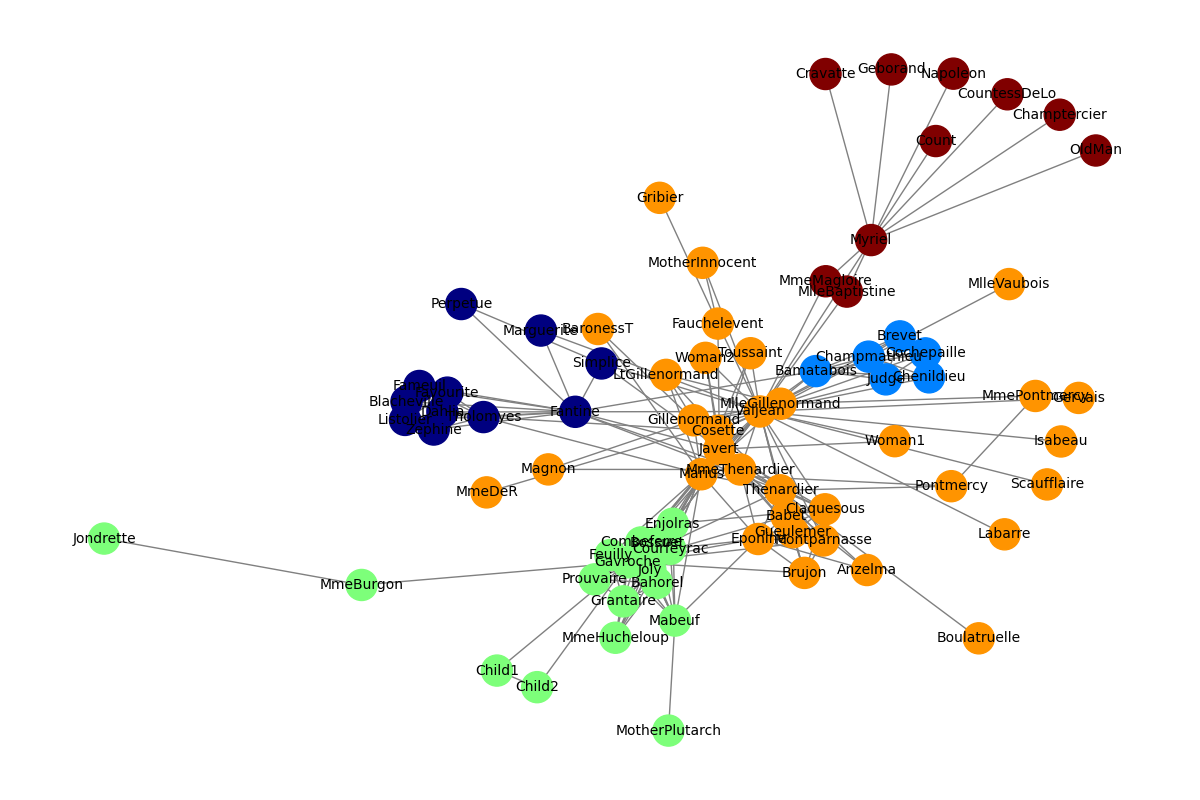 Cravatte
Geborand
Napoleon
CountessDeLo
Champtercier
Count
OldMan
Gribier
Myriel
MotherInnocent
MmeMagloire
MlleBaptistine
MlleVaubois
Perpetue
Marguerite
BaronessT
Fauchelevent
Brevet
Simplice
Woman2
Toussaint
Champmathieu
Cochepaille
LtGillenormand
Bamatabois
Judge
Chenildieu
Fameuil
Favourite
Blacheville
MmePontmercy
Gervais
MlleGillenormand
Valjean
Fantine
Listolier
Dahlia
Tholomyes
Gillenormand
Zephine
Cosette
Woman1
Isabeau
Javert
Magnon
Marius
MmeThenardier
MmeDeR
Thenardier
Pontmercy
Scaufflaire
Claquesous
Babet
Enjolras
Gueulemer
Labarre
Jondrette
Combeferre
Bossuet
Eponine
Montparnasse
Courfeyrac
Feuilly
Gavroche
Joly
Brujon
Anzelma
Prouvaire
Bahorel
MmeBurgon
Grantaire
Mabeuf
MmeHucheloup
Boulatruelle
Child1
Child2
MotherPlutarch